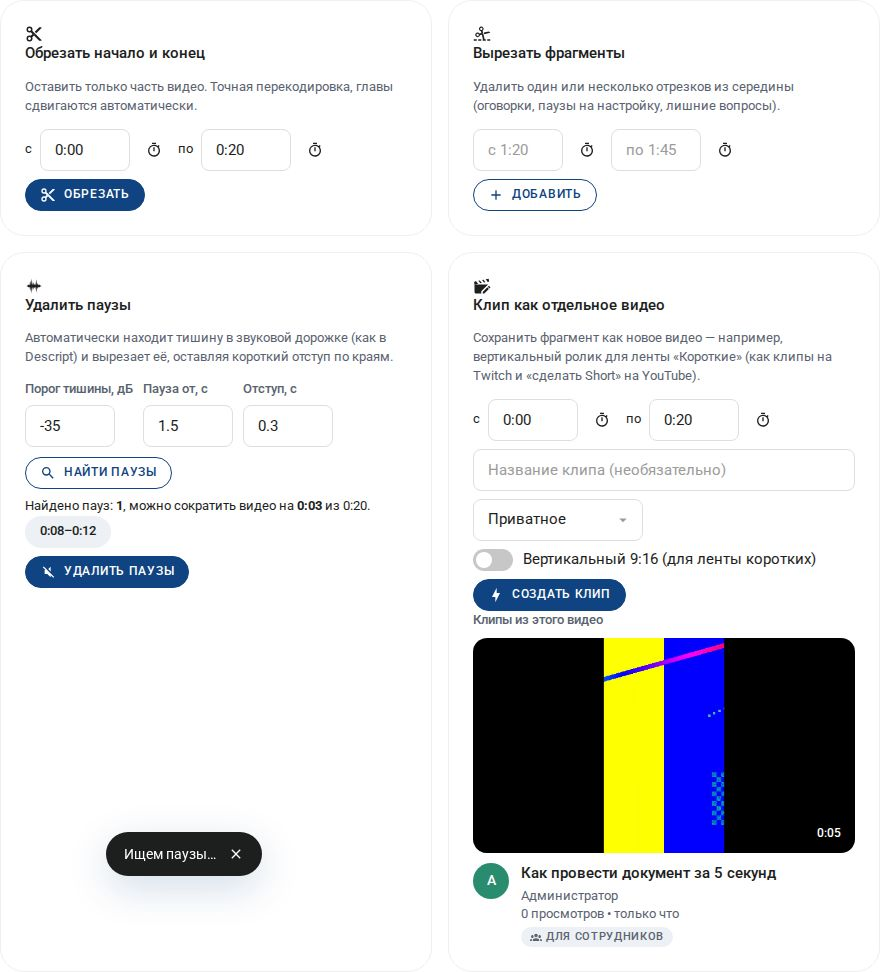 Обрезать начало и конец
Оставить только часть видео. Точная перекодировка, главы
сдвигаются автоматически.
с 0:00 по 0:20
ОБРЕЗАТЬ
Вырезать фрагменты
Удалить один или несколько отрезков из середины
(оговорки, паузы на настройку, лишние вопросы).
с 1:20 по 1:45
ДОБАВИТЬ
Удалить паузы
Автоматически находит тишину в звуковой дорожке (как в
Descript) и вырезает её, оставляя короткий отступ по краям.
Порог тишины, дБ Пауза от, с Отступ, с
-35 1.5 0.3
НАЙТИ ПАУЗЫ
Найдено пауз: 1, можно сократить видео на 0:03 из 0:20.
0:08–0:12
УДАЛИТЬ ПАУЗЫ
Ищем паузы...
Клип как отдельное видео
Сохранить фрагмент как новое видео — например,
вертикальный ролик для ленты «Короткие» (как клипы на
Twitch и «сделать Short» на YouTube).
с 0:00 по 0:20
Название клипа (необязательно)
Приватное
Вертикальный 9:16 (для ленты коротких)
СОЗДАТЬ КЛИП
Клипы из этого видео
0:05
А
Как провести документ за 5 секунд
Администратор
0 просмотров • только что
ДЛЯ СОТРУДНИКОВ